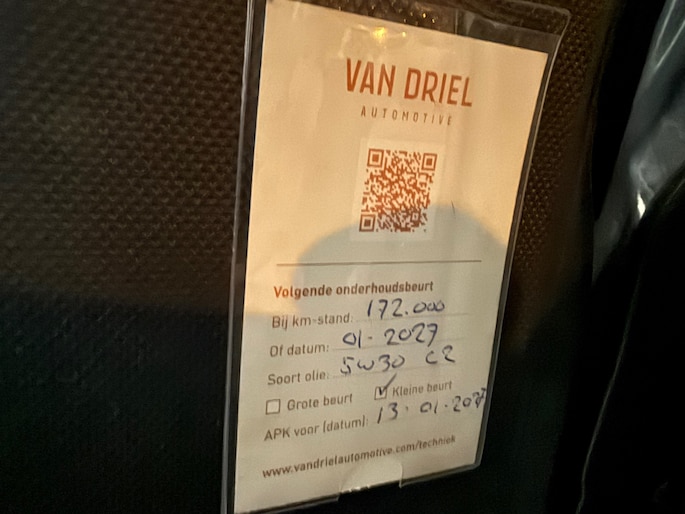 VAN DRIEL
AUTOMOTIVE
Volgende onderhoudsbeurt
Bij km-stand: 172.000
Of datum: 01-2027
Soort olie: 5W30 C2
Grote beurt Kleine beurt
APK voor (datum): 13-01-2027
www.vandrielautomotive.com/techniek